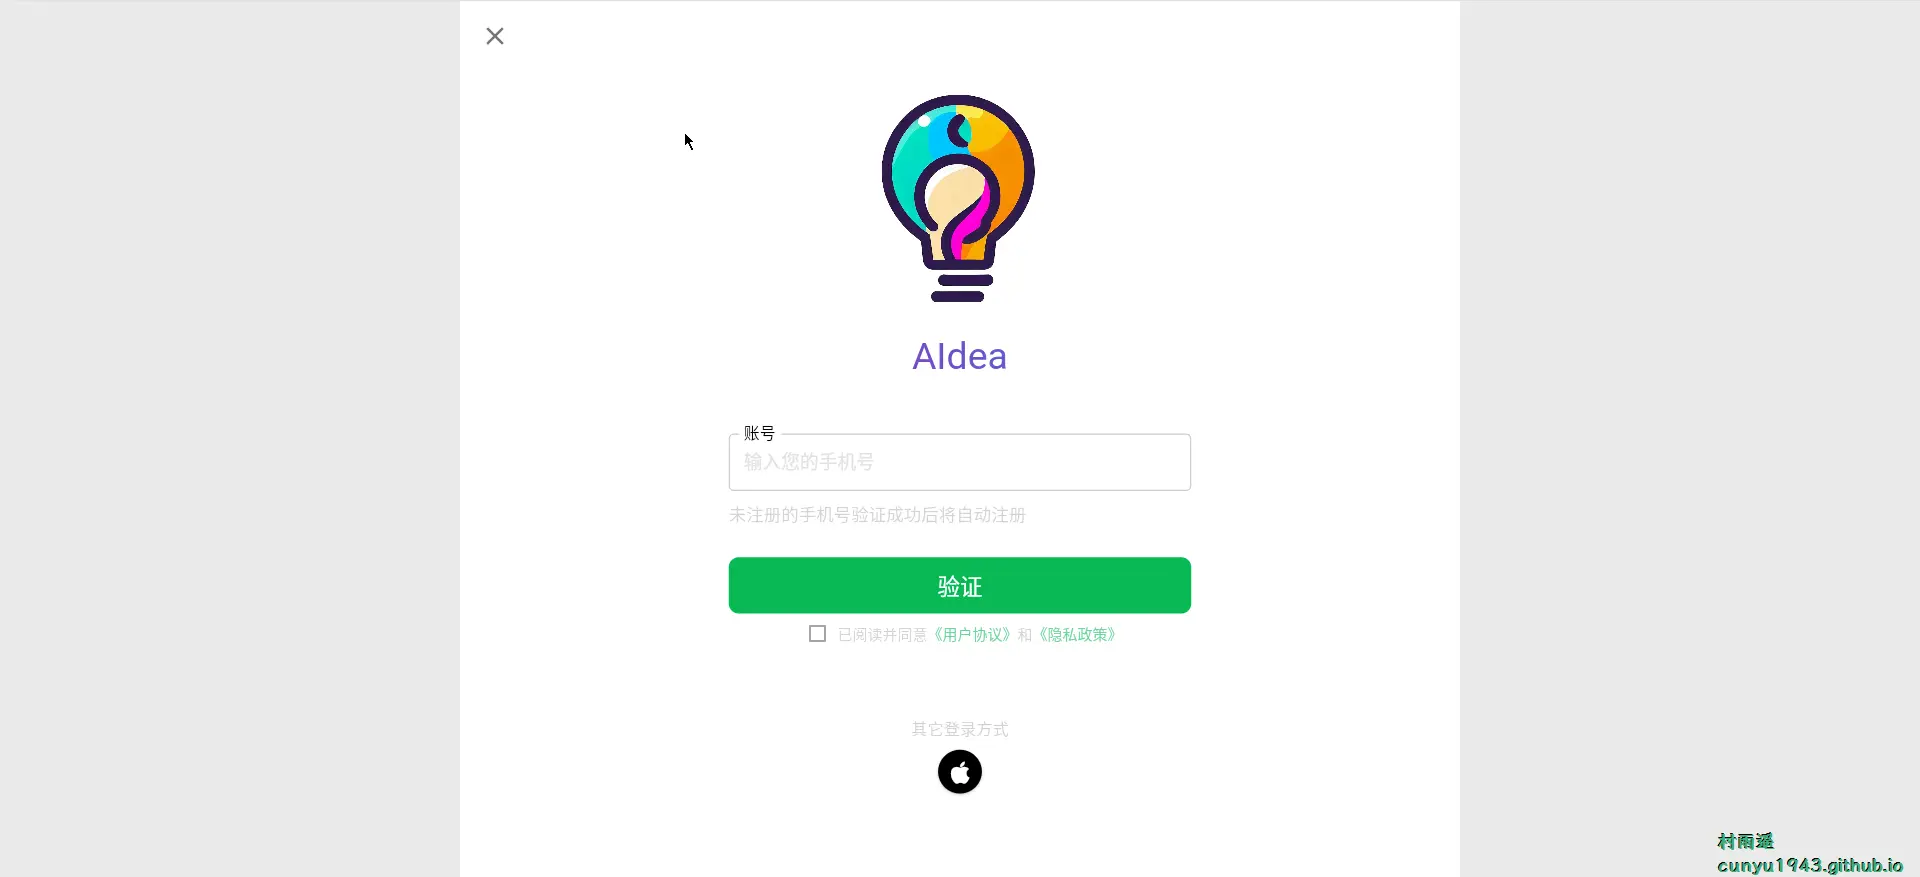 AIdea
账号
输入您的手机号
未注册的手机号验证成功后将自动注册
验证
已阅读并同意《用户协议》和《隐私政策》
其它登录方式
村雨遥
cunyu1943.github.io